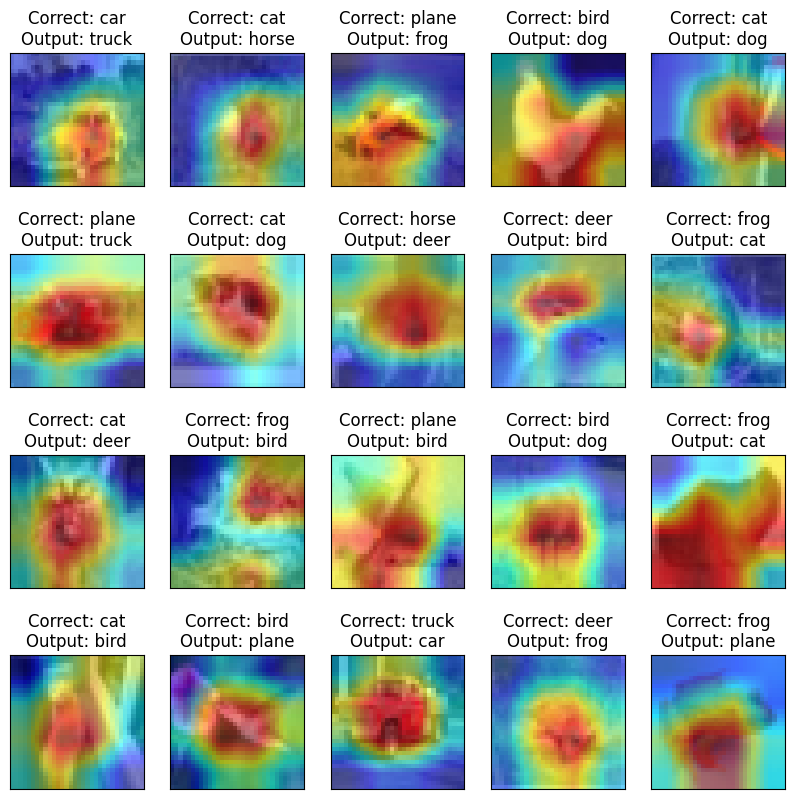 Correct: car
Output: truck
Correct: cat
Output: horse
Correct: plane
Output: frog
Correct: bird
Output: dog
Correct: cat
Output: dog
Correct: plane
Output: truck
Correct: cat
Output: dog
Correct: horse
Output: deer
Correct: deer
Output: bird
Correct: frog
Output: cat
Correct: cat
Output: deer
Correct: frog
Output: bird
Correct: plane
Output: bird
Correct: bird
Output: dog
Correct: frog
Output: cat
Correct: cat
Output: bird
Correct: bird
Output: plane
Correct: truck
Output: car
Correct: deer
Output: frog
Correct: frog
Output: plane